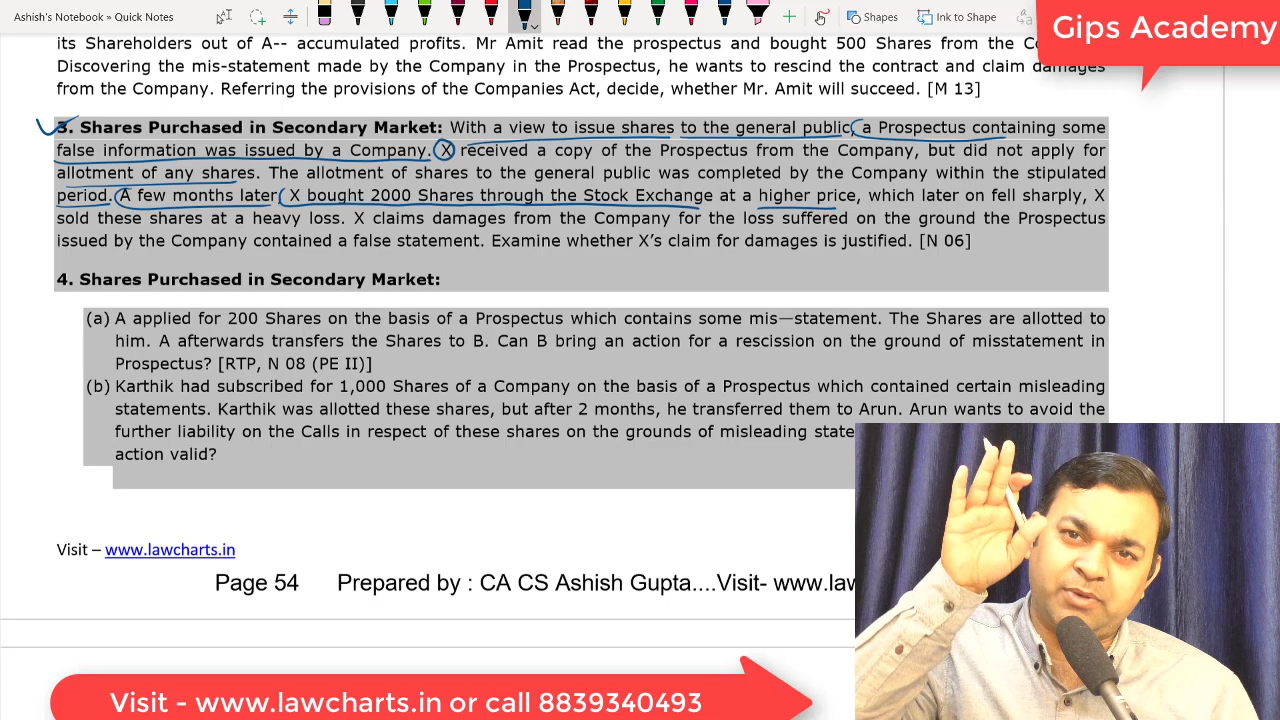 Ashish's Notebook » Quick Notes
Shapes
Ink to Shape
Gips Academy
its Shareholders out of A-- accumulated profits. Mr Amit read the prospectus and bought 500 Shares from the
Discovering the mis-statement made by the Company in the Prospectus, he wants to rescind the contract and claim damages
from the Company. Referring the provisions of the Companies Act, decide, whether Mr. Amit will succeed. [M 13]
3. Shares Purchased in Secondary Market: With a view to issue shares to the general public, a Prospectus containing some
false information was issued by a Company. X received a copy of the Prospectus from the Company, but did not apply for
allotment of any shares. The allotment of shares to the general public was completed by the Company within the stipulated
period. A few months later, X bought 2000 Shares through the Stock Exchange at a higher price, which later on fell sharply, X
sold these shares at a heavy loss. X claims damages from the Company for the loss suffered on the ground the Prospectus
issued by the Company contained a false statement. Examine whether X's claim for damages is justified. [N 06]
4. Shares Purchased in Secondary Market:
(a) A applied for 200 Shares on the basis of a Prospectus which contains some mis—statement. The Shares are allotted to
him. A afterwards transfers the Shares to B. Can B bring an action for a rescission on the ground of misstatement in
Prospectus? [RTP, N 08 (PE II)]
(b) Karthik had subscribed for 1,000 Shares of a Company on the basis of a Prospectus which contained certain misleading
statements. Karthik was allotted these shares, but after 2 months, he transferred them to Arun. Arun wants to avoid the
further liability on the Calls in respect of these shares on the grounds of misleading
action valid?
Visit – www.lawcharts.in
Page 54 Prepared by : CA CS Ashish Gupta....Visit-
Visit - www.lawcharts.in or call 8839340493